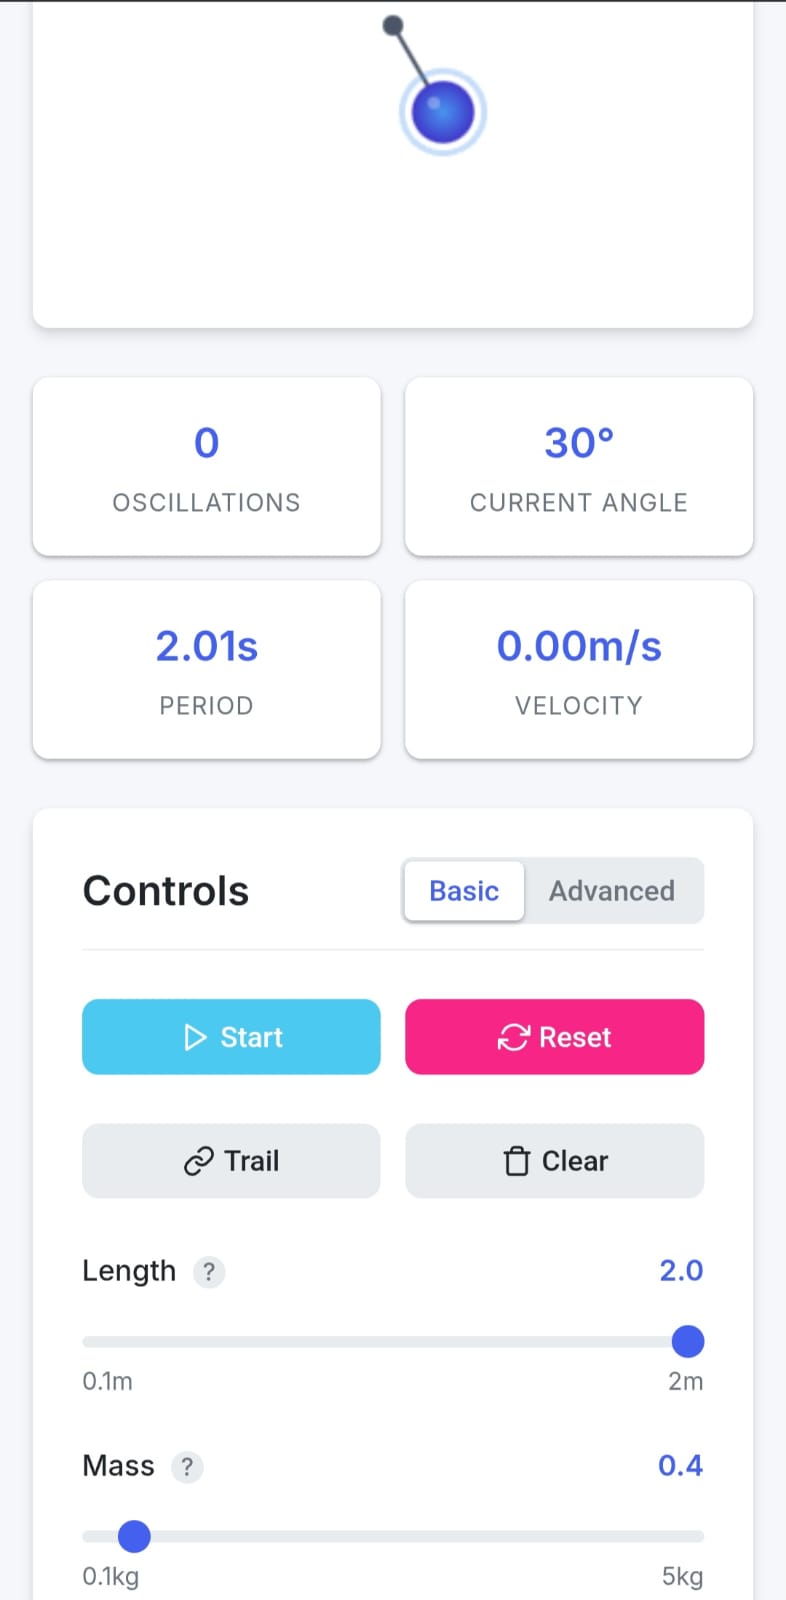 0
OSCILLATIONS
30°
CURRENT ANGLE
2.01s
PERIOD
0.00m/s
VELOCITY
Controls
Basic
Advanced
Start
Reset
Trail
Clear
Length ?
2.0
0.1m
2m
Mass ?
0.4
0.1kg
5kg